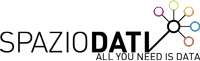 SPAZIODATI
ALL YOU NEED IS DATA